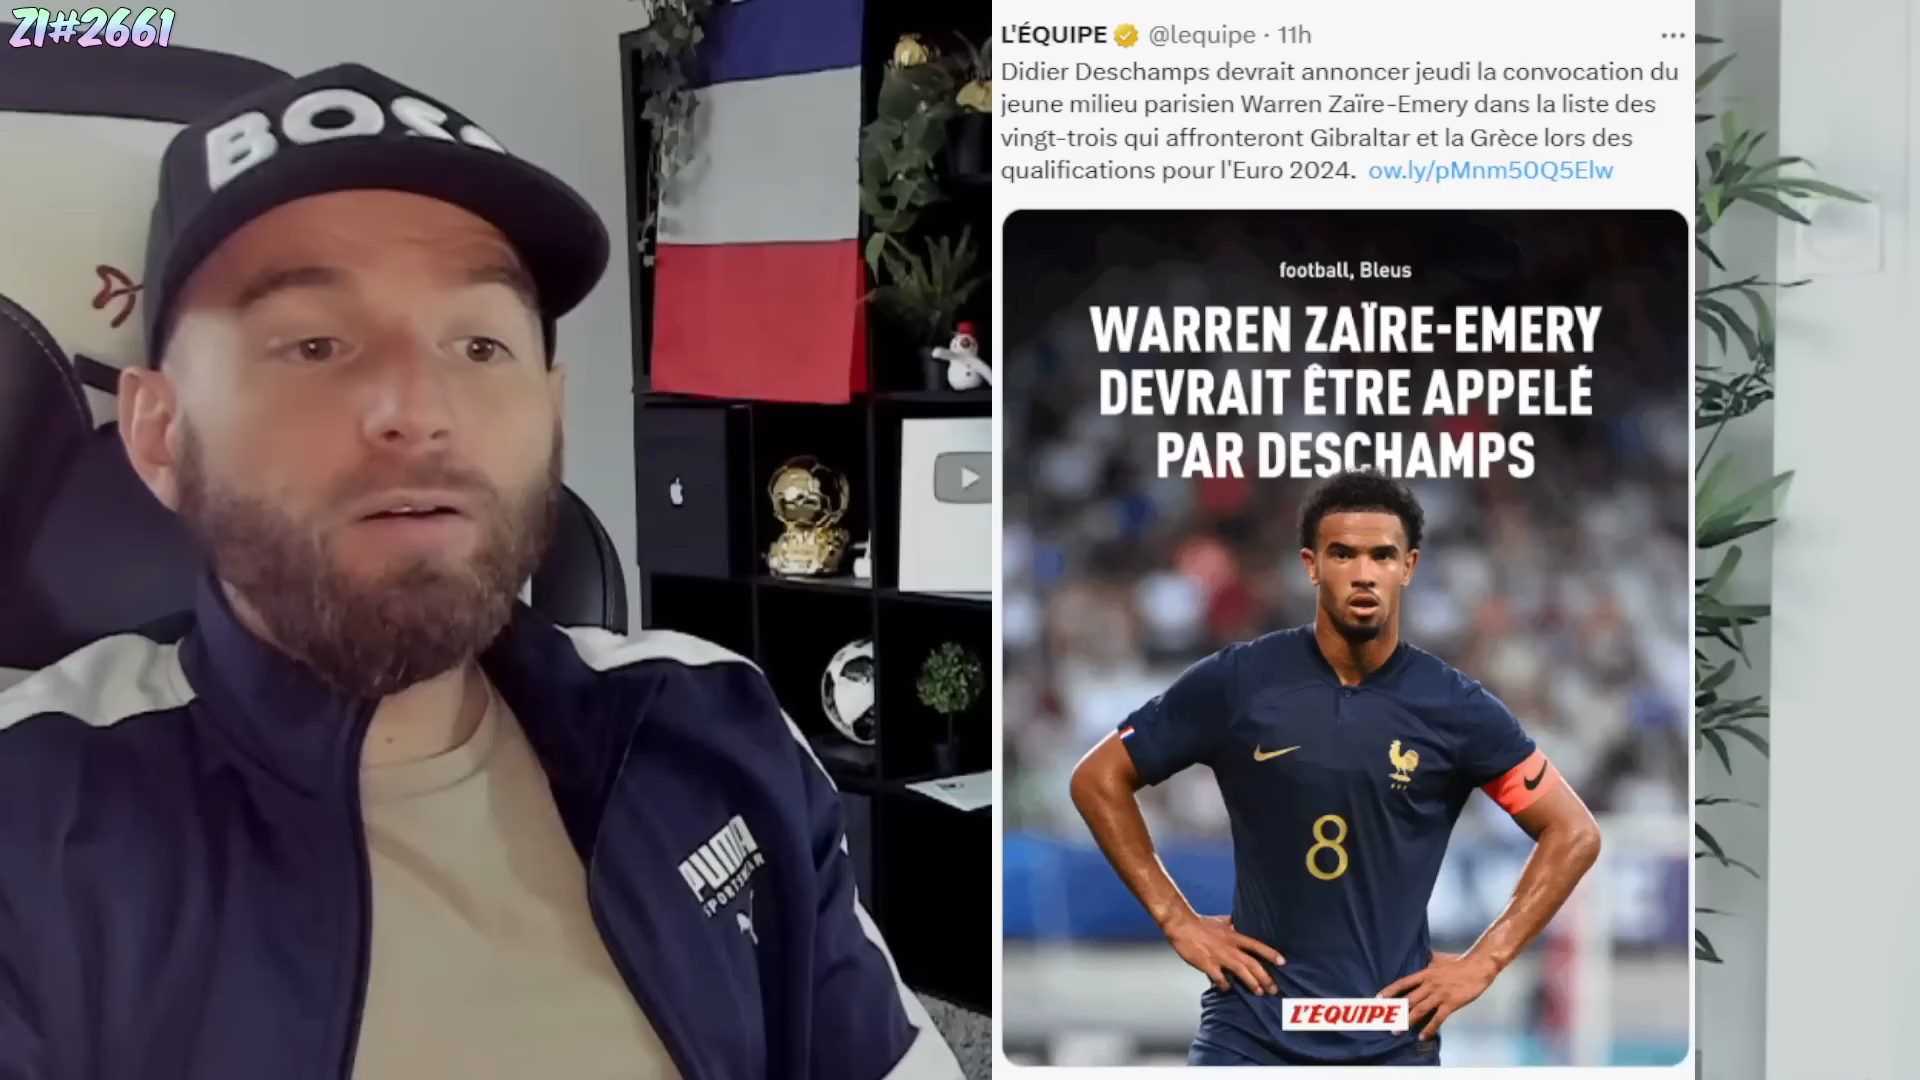 ZI#2661
BOSS
PUMA
SPORTSWEAR
L'ÉQUIPE @lequipe · 11h
Didier Deschamps devrait annoncer jeudi la convocation du
jeune milieu parisien Warren Zaïre-Emery dans la liste des
vingt-trois qui affronteront Gibraltar et la Grèce lors des
qualifications pour l'Euro 2024. ow.ly/pMnm50Q5Elw
football, Bleus
WARREN ZAÏRE-EMERY
DEVRAIT ÊTRE APPELÉ
PAR DESCHAMPS
8
L'ÉQUIPE